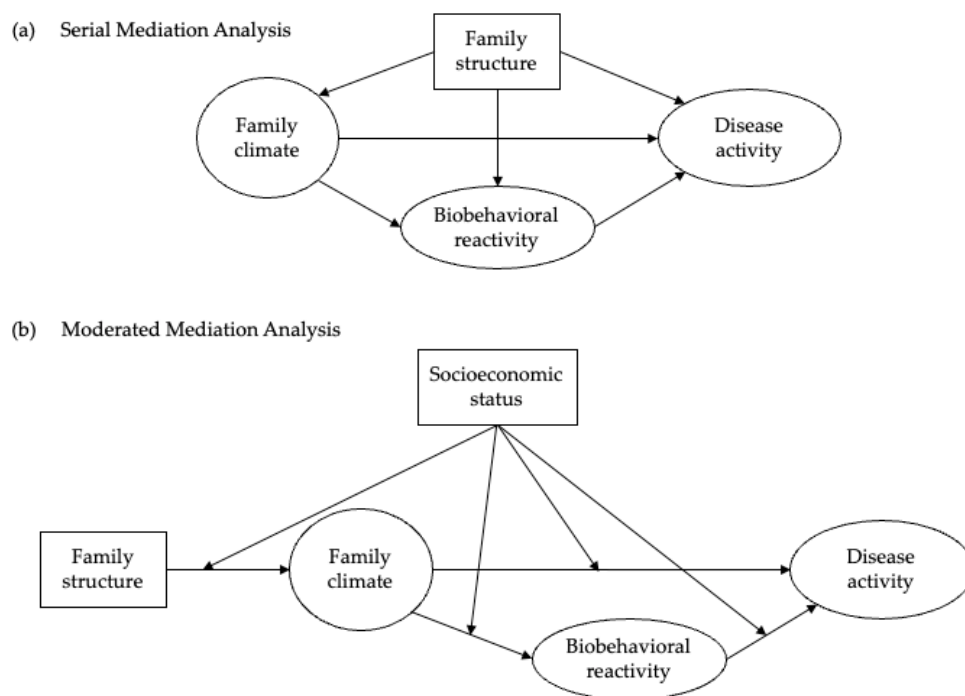 (a) Serial Mediation Analysis
Family
structure
Family
climate
Disease
activity
Biobehavioral
reactivity
(b) Moderated Mediation Analysis
Socioeconomic
status
Family
structure
Family
climate
Disease
activity
Biobehavioral
reactivity